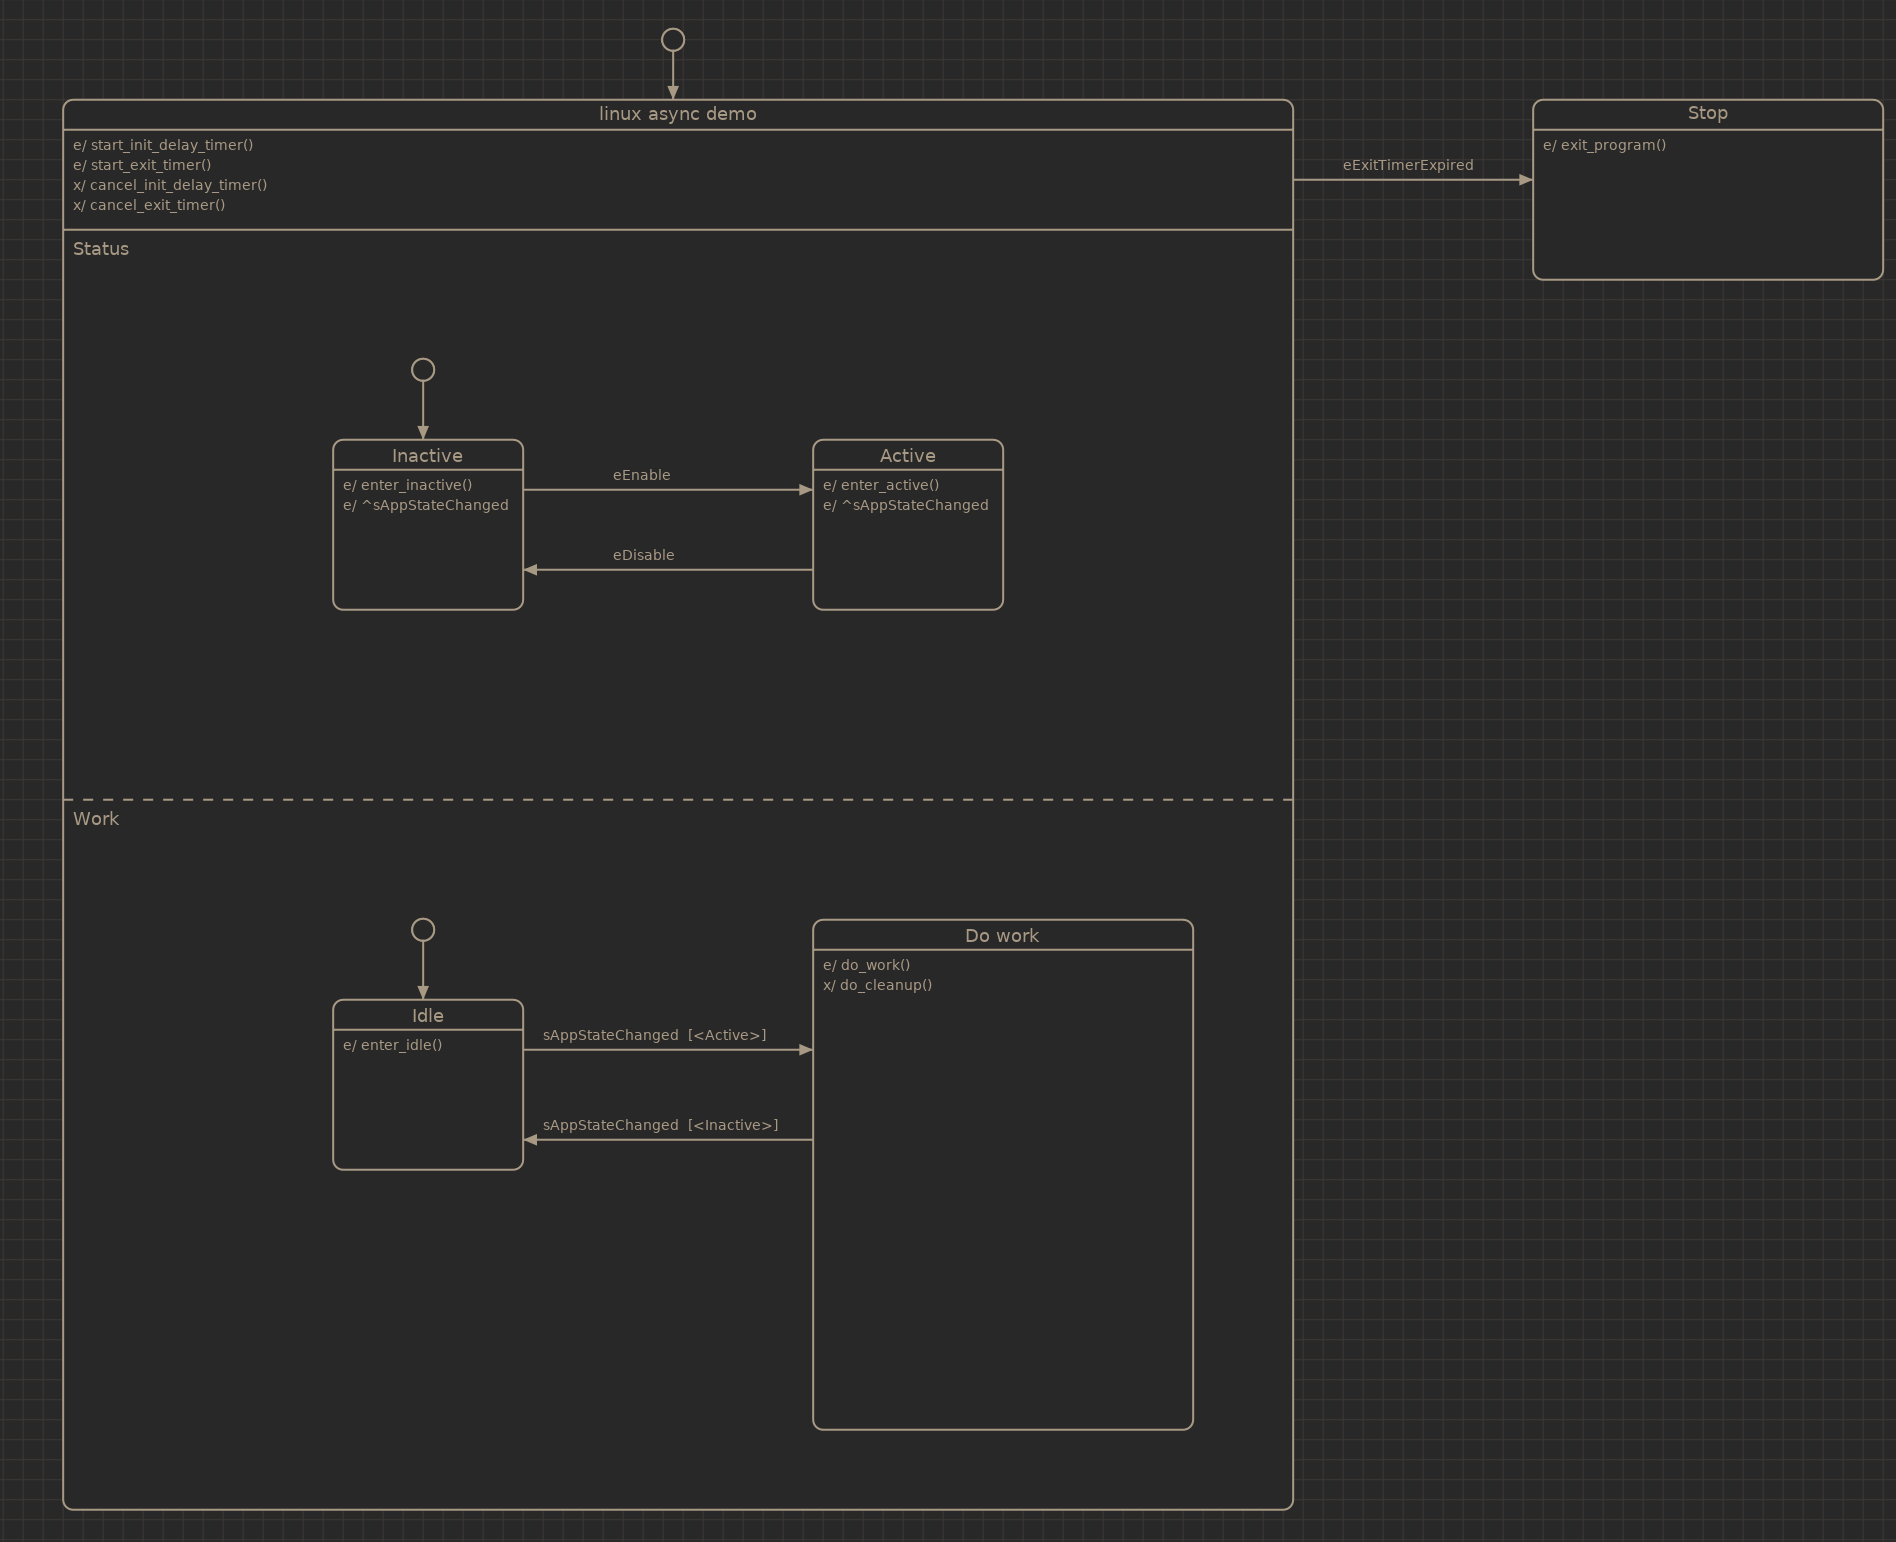 linux async demo
e/ start_init_delay_timer()
e/ start_exit_timer()
x/ cancel_init_delay_timer()
x/ cancel_exit_timer()
eExitTimerExpired
Stop
e/ exit_program()
Status
Inactive
e/ enter_inactive()
e/ ^sAppStateChanged
eEnable
eDisable
Active
e/ enter_active()
e/ ^sAppStateChanged
Work
Idle
e/ enter_idle()
sAppStateChanged  [<Active>]
sAppStateChanged  [<Inactive>]
Do work
e/ do_work()
x/ do_cleanup()